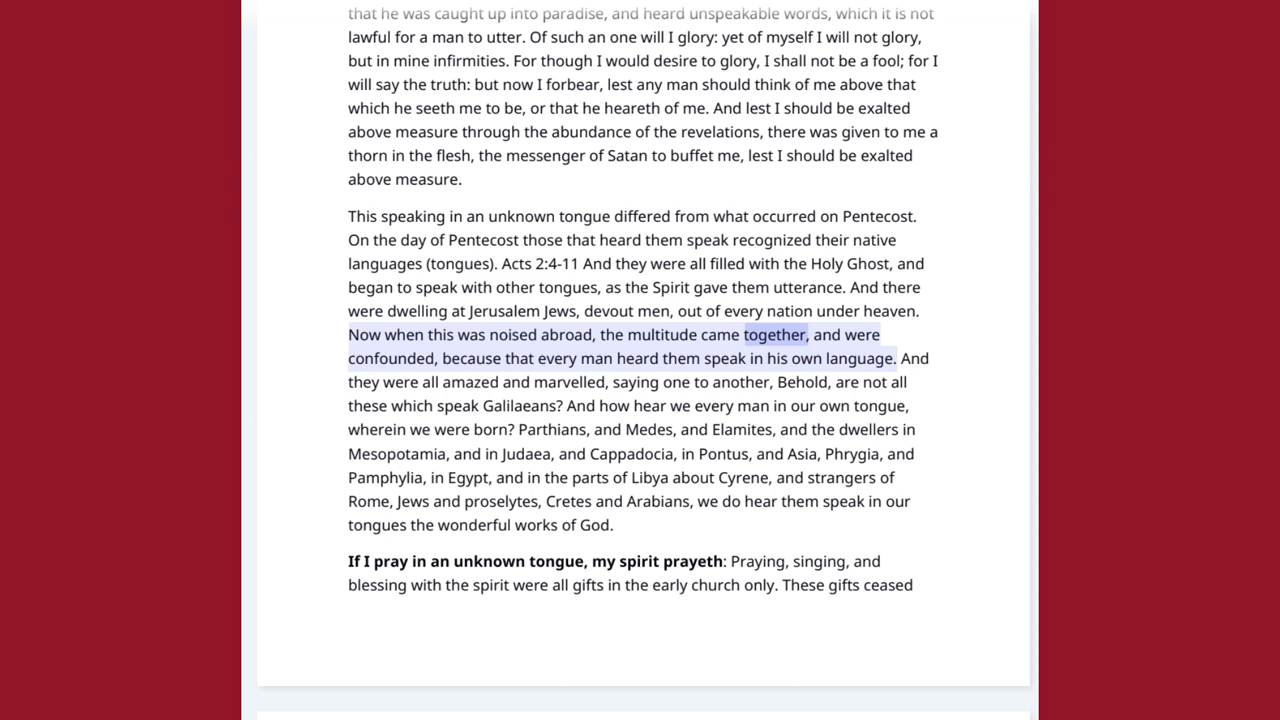 that he was caught up into paradise, and heard unspeakable words, which it is not
lawful for a man to utter. Of such an one will I glory: yet of myself I will not glory,
but in mine infirmities. For though I would desire to glory, I shall not be a fool; for I
will say the truth: but now I forbear, lest any man should think of me above that
which he seeth me to be, or that he heareth of me. And lest I should be exalted
above measure through the abundance of the revelations, there was given to me a
thorn in the flesh, the messenger of Satan to buffet me, lest I should be exalted
above measure.
This speaking in an unknown tongue differed from what occurred on Pentecost.
On the day of Pentecost those that heard them speak recognized their native
languages (tongues). Acts 2:4-11 And they were all filled with the Holy Ghost, and
began to speak with other tongues, as the Spirit gave them utterance. And there
were dwelling at Jerusalem Jews, devout men, out of every nation under heaven.
Now when this was noised abroad, the multitude came together, and were
confounded, because that every man heard them speak in his own language. And
they were all amazed and marvelled, saying one to another, Behold, are not all
these which speak Galilaeans? And how hear we every man in our own tongue,
wherein we were born? Parthians, and Medes, and Elamites, and the dwellers in
Mesopotamia, and in Judaea, and Cappadocia, in Pontus, and Asia, Phrygia, and
Pamphylia, in Egypt, and in the parts of Libya about Cyrene, and strangers of
Rome, Jews and proselytes, Cretes and Arabians, we do hear them speak in our
tongues the wonderful works of God.
If I pray in an unknown tongue, my spirit prayeth: Praying, singing, and
blessing with the spirit were all gifts in the early church only. These gifts ceased